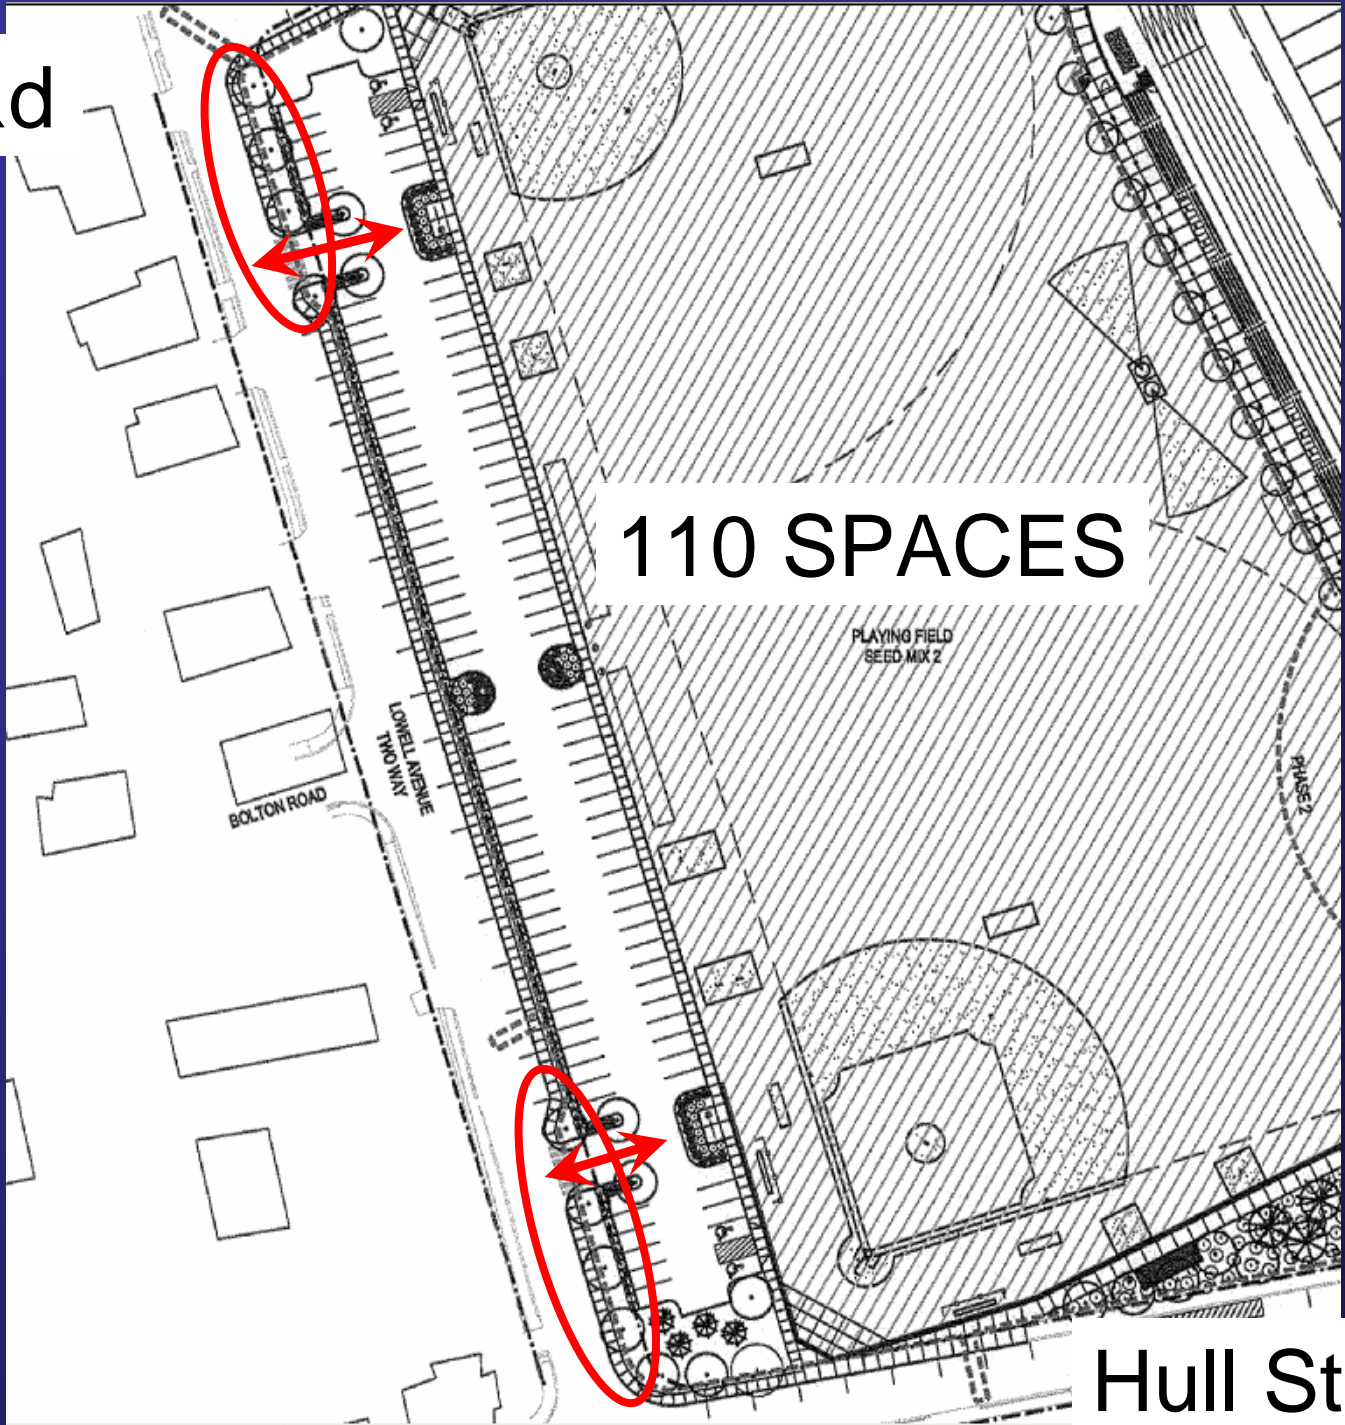 d
110 SPACES
PLAYING FIELD
SEED MIX 2
LOWELL AVENUE
TWO WAY
PHASE 2
BOLTON ROAD
Hull St